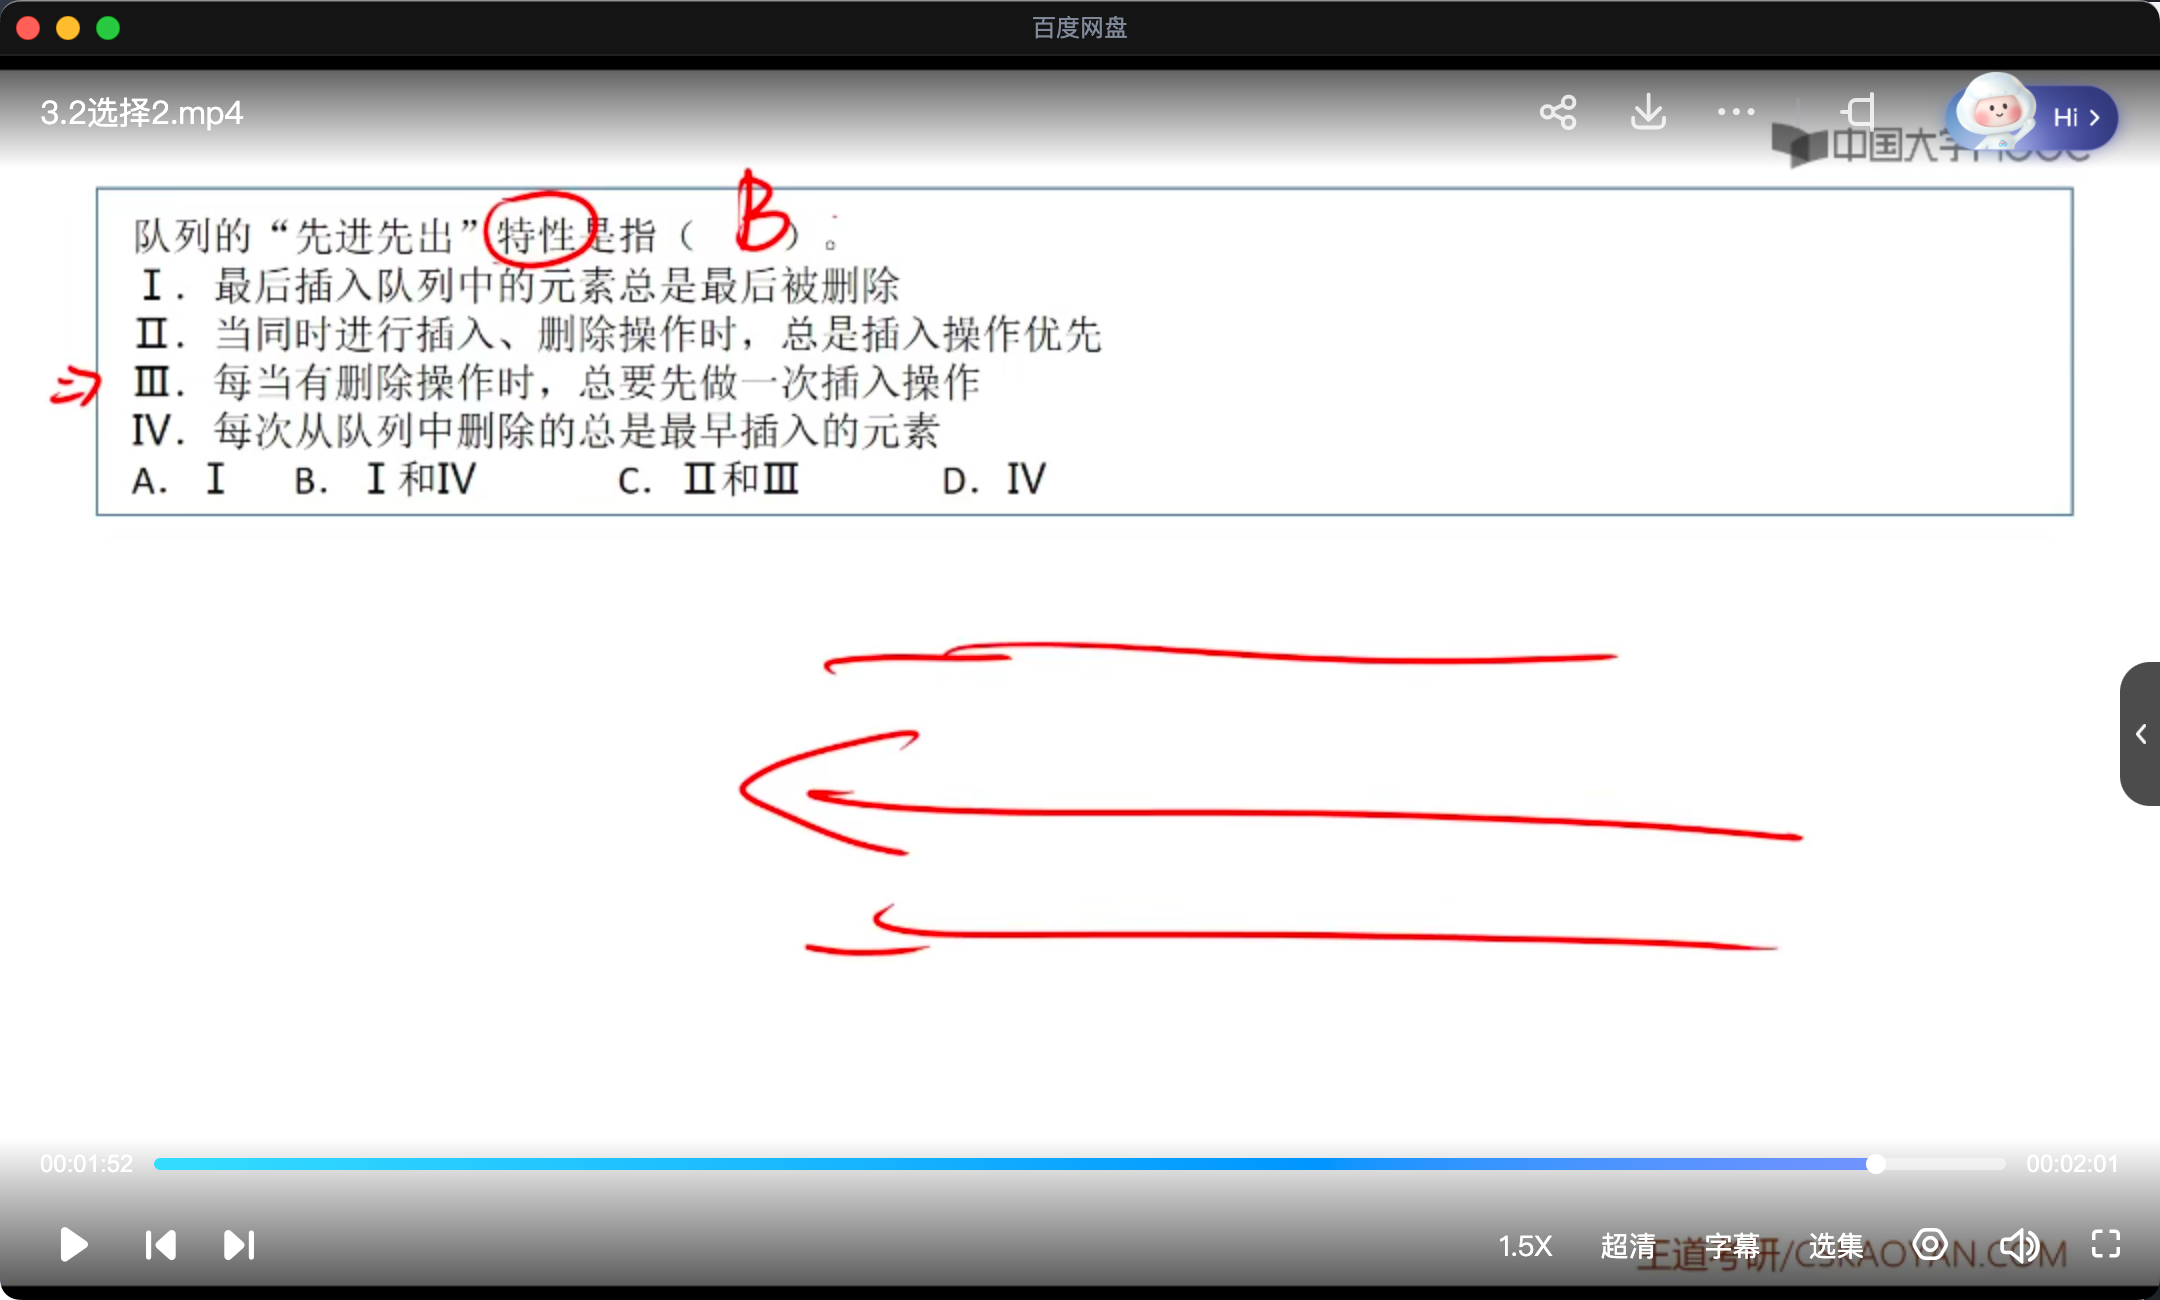 百度网盘
3.2选择2.mp4
Hi
中国大学MOOC
队列的“先进先出”特性是指( B )。
Ⅰ. 最后插入队列中的元素总是最后被删除
Ⅱ. 当同时进行插入、删除操作时,总是插入操作优先
Ⅲ. 每当有删除操作时,总要先做一次插入操作
Ⅳ. 每次从队列中删除的总是最早插入的元素
A. Ⅰ B. Ⅰ和Ⅳ C. Ⅱ和Ⅲ D. Ⅳ
00:01:52 00:02:01
1.5X 超清 字幕 选集
王道考研/CSKAOYAN.COM